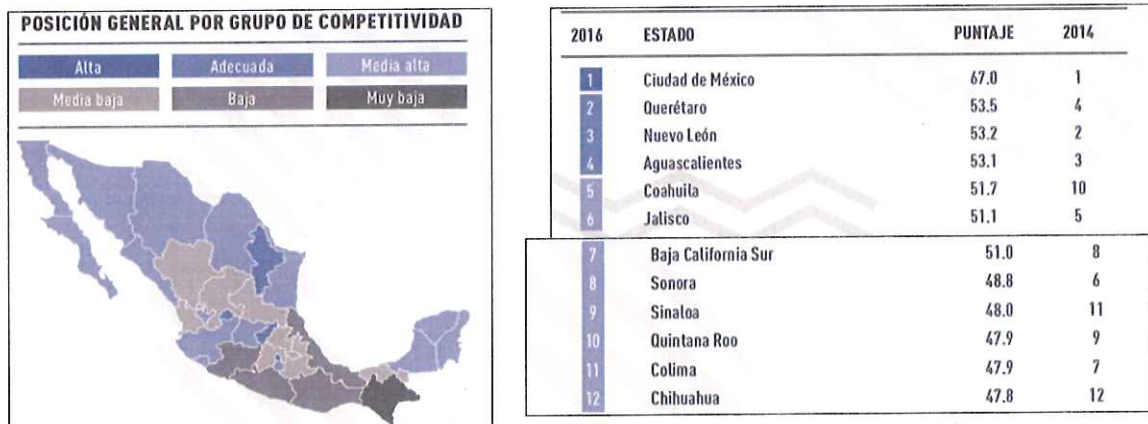 POSICIÓN GENERAL POR GRUPO DE COMPETITIVIDAD
Alta Adecuada Media alta
Media baja Baja Muy baja
2016 ESTADO PUNTAJE 2014
1 Ciudad de México 67.0 1
2 Querétaro 53.5 4
3 Nuevo León 53.2 2
4 Aguascalientes 53.1 3
5 Coahuila 51.7 10
6 Jalisco 51.1 5
7 Baja California Sur 51.0 8
8 Sonora 48.8 6
9 Sinaloa 48.0 11
10 Quintana Roo 47.9 9
11 Colima 47.9 7
12 Chihuahua 47.8 12